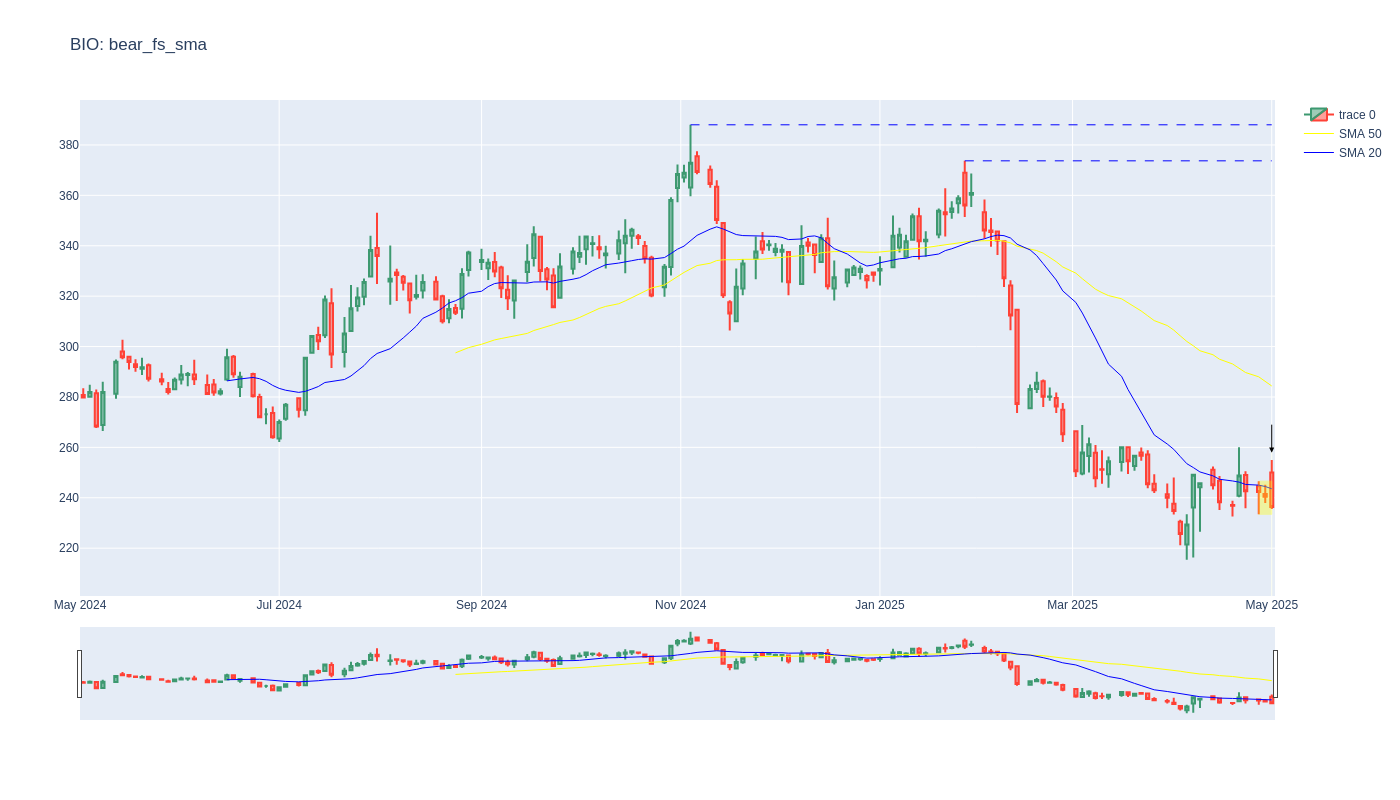 BIO: bear_fs_sma
trace 0
SMA 50
SMA 20
380
360
340
320
300
280
260
240
220
May 2024
Jul 2024
Sep 2024
Nov 2024
Jan 2025
Mar 2025
May 2025